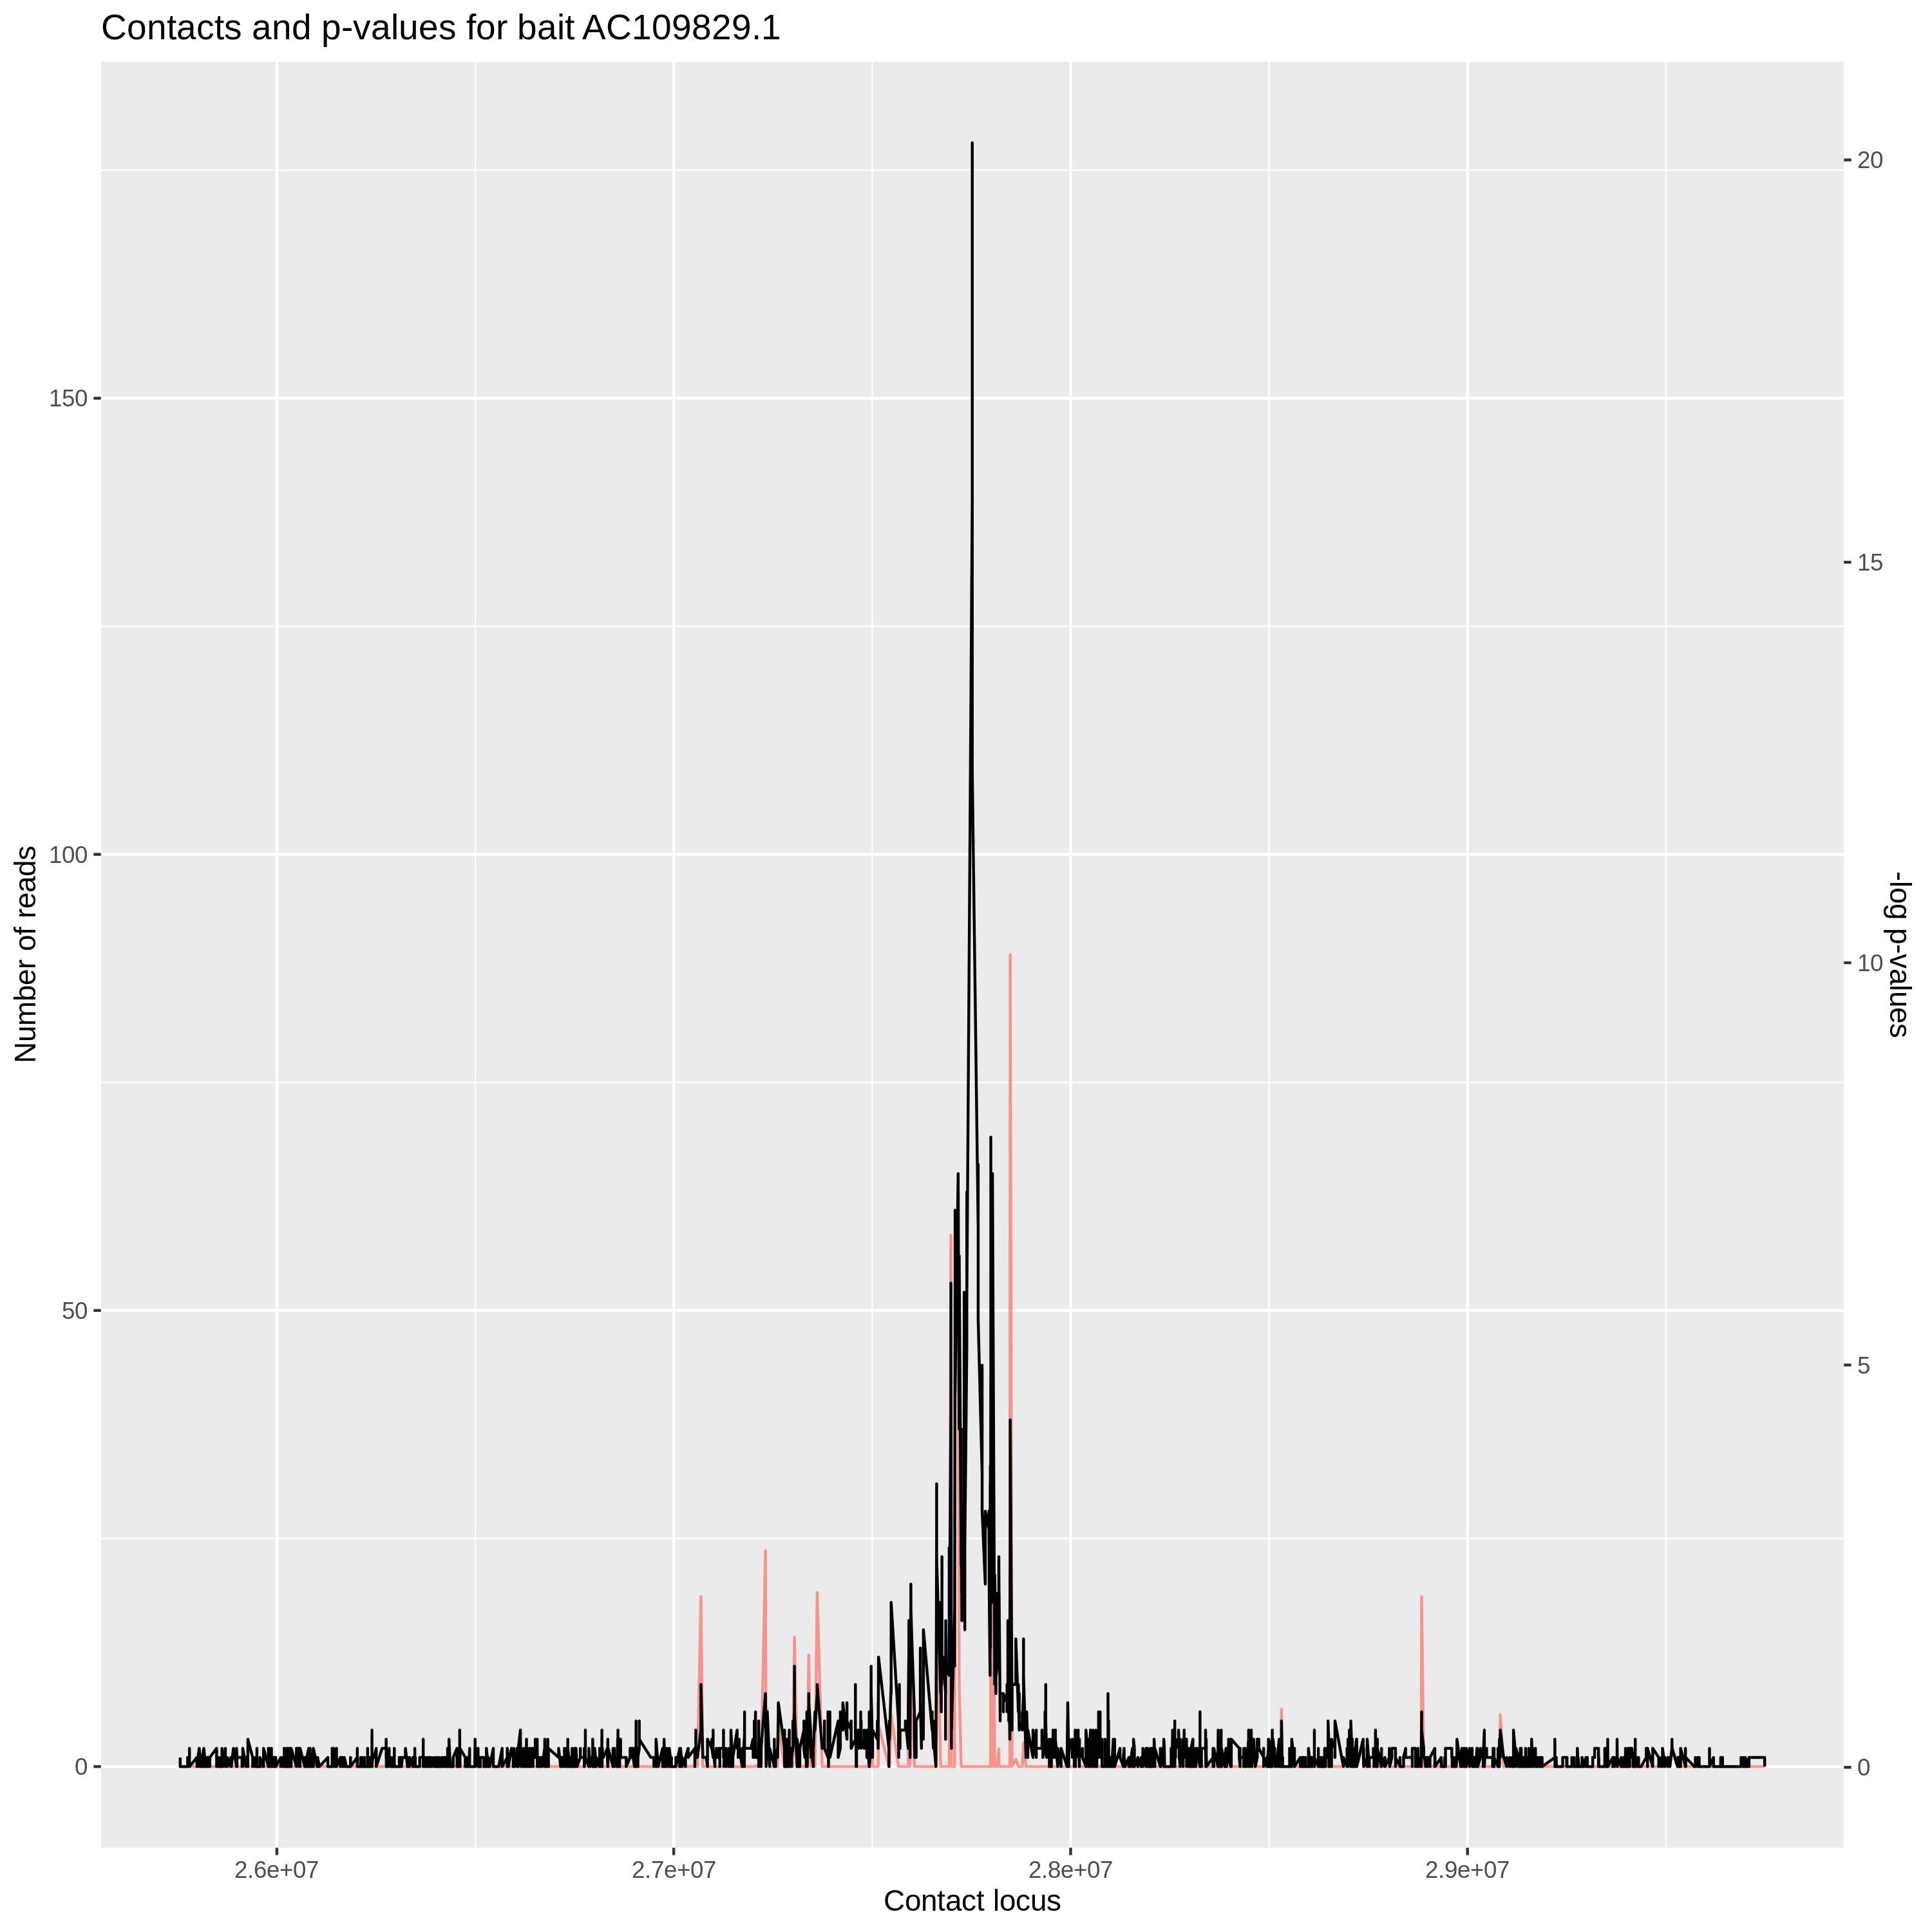 Contacts and p-values for bait AC109829.1
Number of reads
150
100
50
0
20
15
10
5
0
-log p-values
2.6e+07
2.7e+07
2.8e+07
2.9e+07
Contact locus